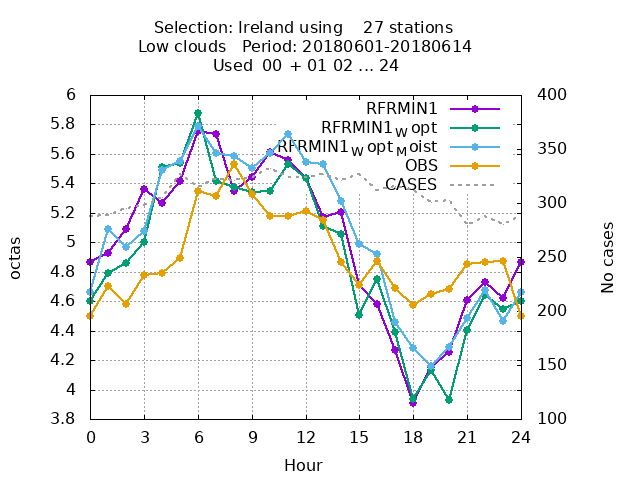 Selection: Ireland using    27 stations
Low clouds   Period: 20180601-20180614
Used  00 + 01 02 ... 24
6
5.8
5.6
5.4
5.2
5
4.8
4.6
4.4
4.2
4
3.8
octas
400
350
300
250
200
150
100
No cases
RFRMIN1
RFRMIN1_W opt
RFRMIN1_W opt_Moist
OBS
CASES
0 3 6 9 12 15 18 21 24
Hour